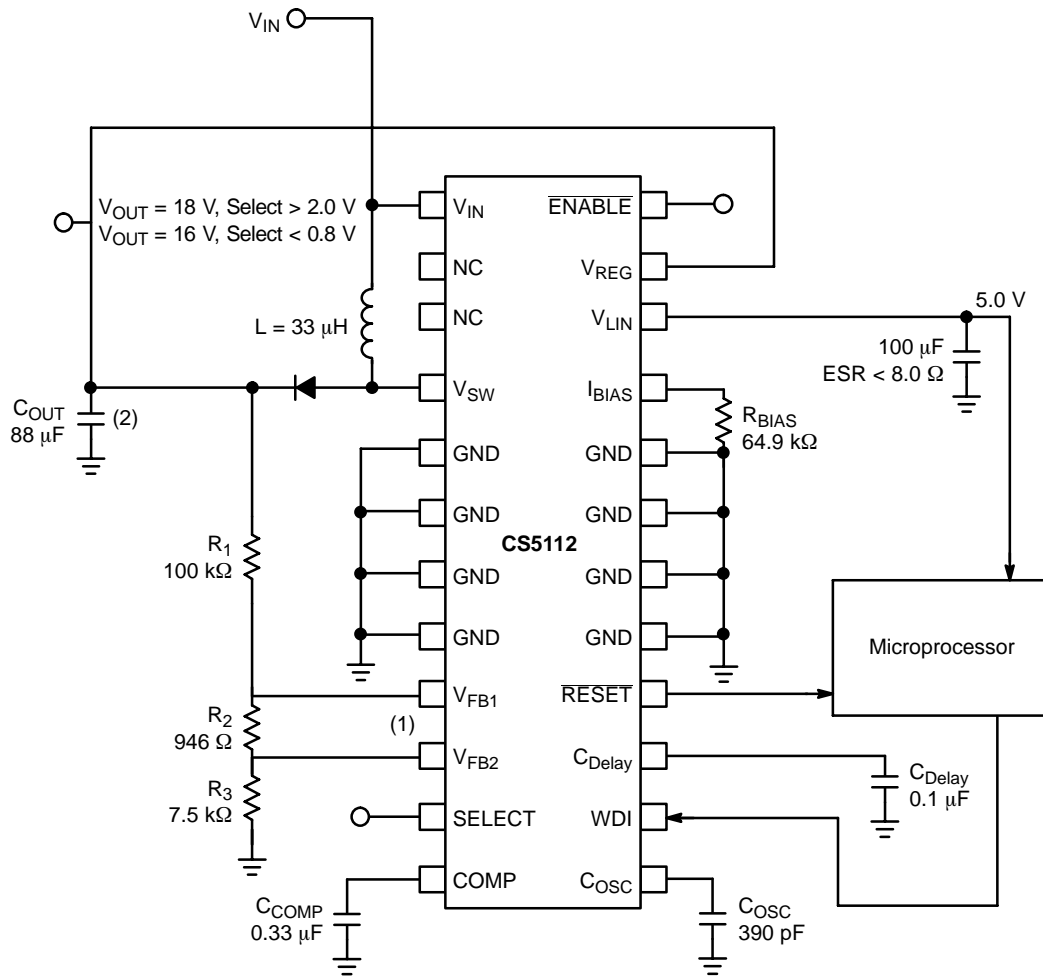 V_IN
V_OUT = 18 V, Select > 2.0 V
V_OUT = 16 V, Select < 0.8 V
L = 33 μH
C_OUT
88 μF
(2)
R_1
100 kΩ
R_2
946 Ω
R_3
7.5 kΩ
(1)
C_COMP
0.33 μF
V_IN
NC
NC
V_SW
GND
GND
GND
GND
V_FB1
V_FB2
SELECT
COMP
CS5112
ENABLE
V_REG
V_LIN
I_BIAS
GND
GND
GND
GND
RESET
C_Delay
WDI
C_OSC
5.0 V
100 μF
ESR < 8.0 Ω
R_BIAS
64.9 kΩ
Microprocessor
C_Delay
0.1 μF
C_OSC
390 pF